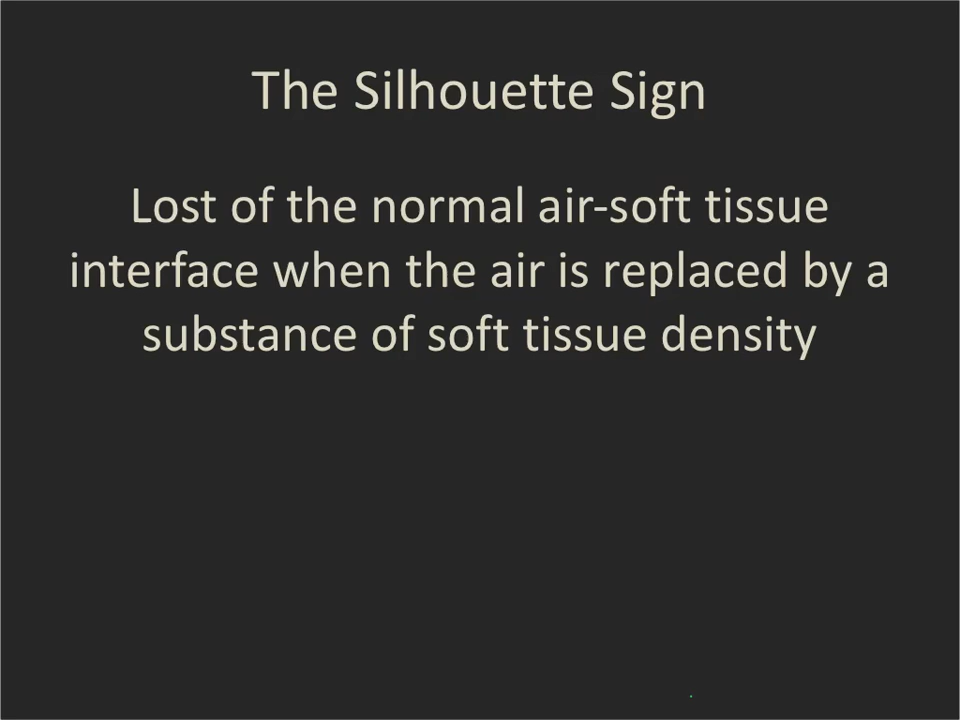 The Silhouette Sign
Lost of the normal air-soft tissue
interface when the air is replaced by a
substance of soft tissue density